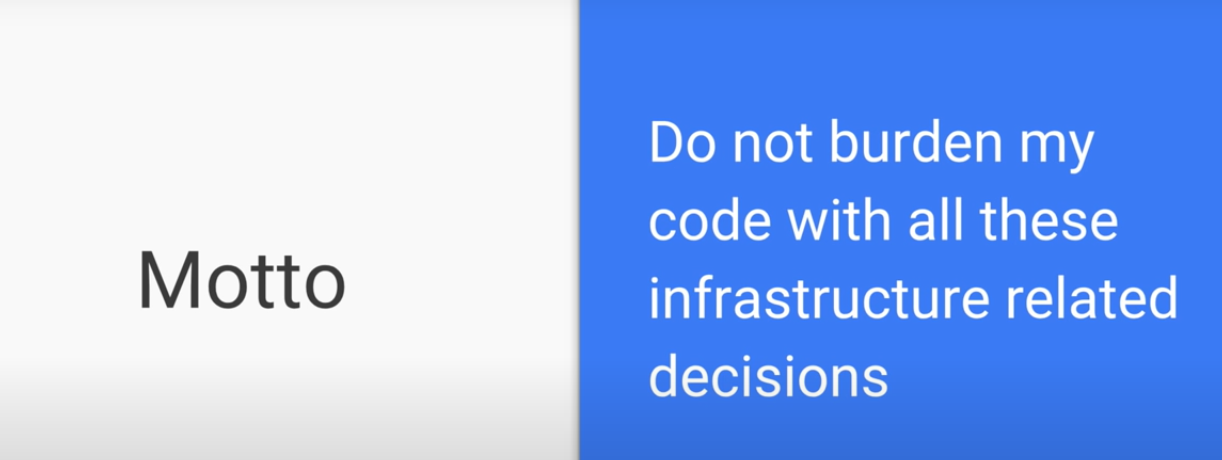 Motto
Do not burden my
code with all these
infrastructure related
decisions